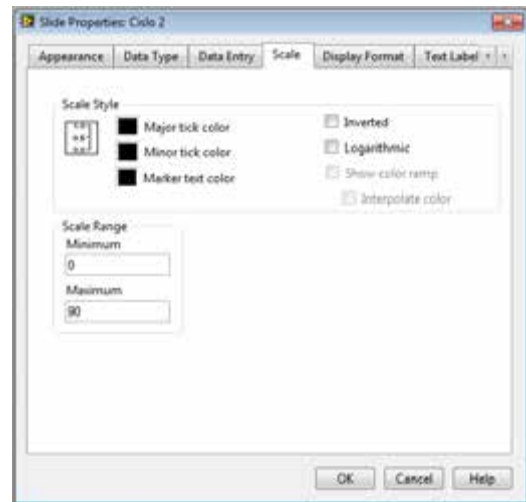 Slide Properties: Cislo 2
Appearance Data Type Data Entry Scale Display Format Text Label
Scale Style
Major tick color
Minor tick color
Marker text color
Inverted
Logarithmic
Show color ramp
Interpolate color
Scale Range
Minimum
0
Maximum
90
OK Cancel Help